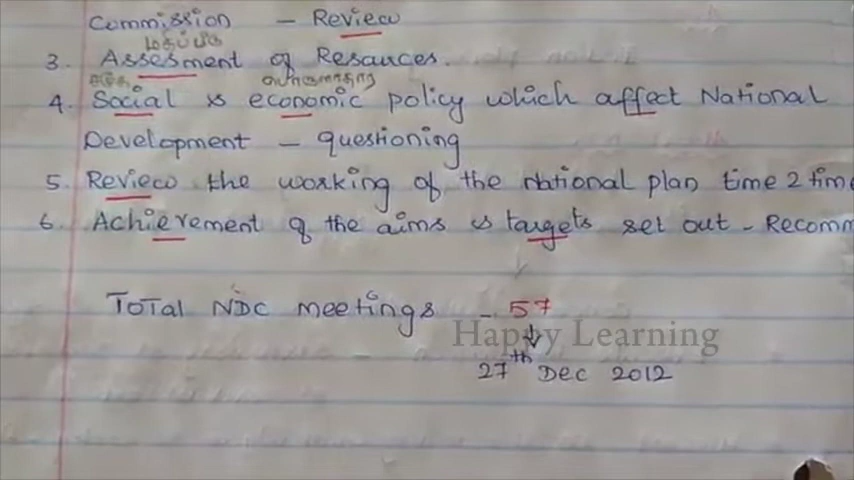 Commission - Review
மதிப்பீடு
3. Assesment of Resources.
பொருளாதார
4. Social & economic policy which affect National
Development - questioning
5. Review the working of the national plan time 2 time
6. Achievement of the aims & targets set out - Recomm
Total NDC meetings - 57
Happy Learning
27th Dec 2012